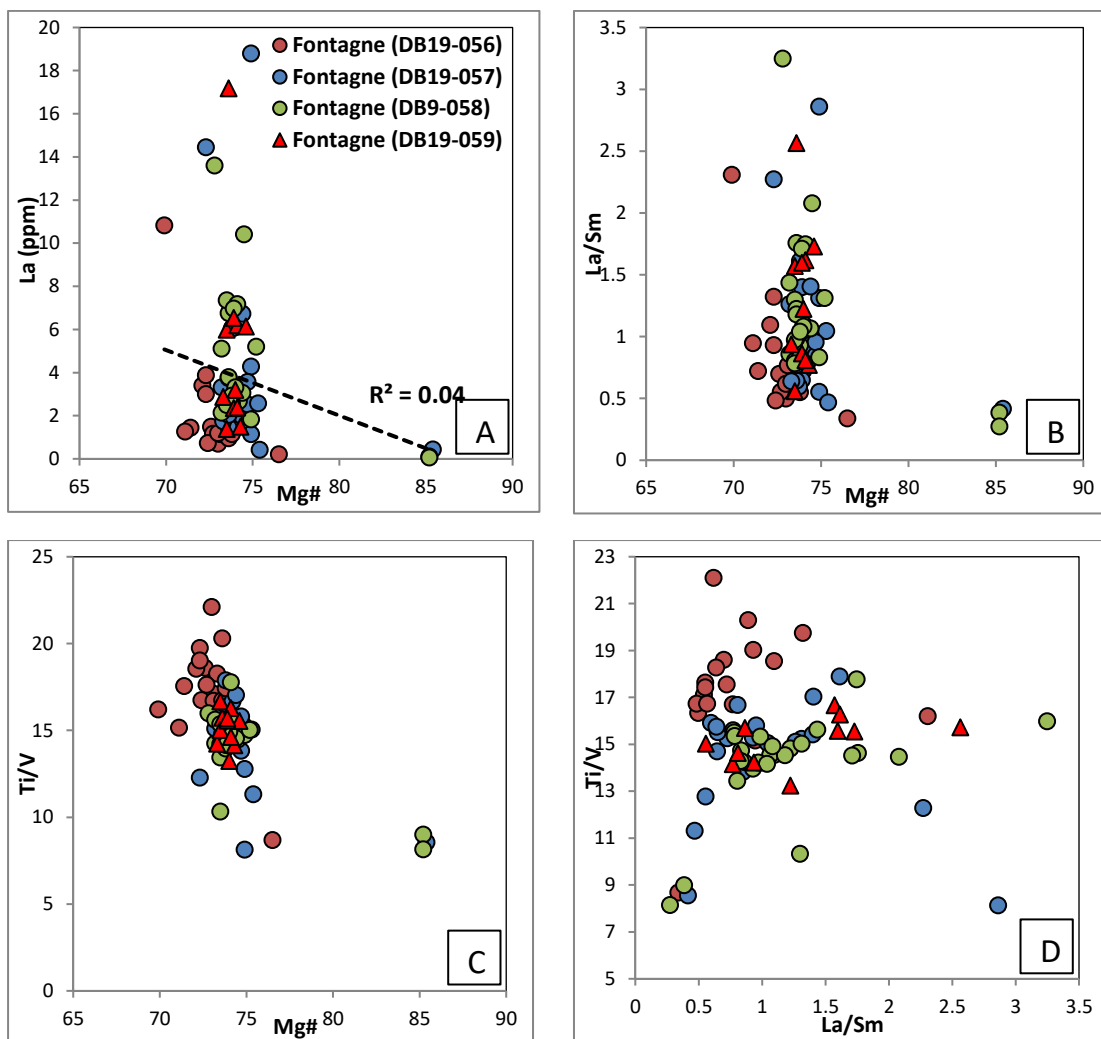 20
18
16
14
12
10
8
6
4
2
0
La (ppm)
65 70 75 80 85 90
Mg#
Fontagne (DB19-056)
Fontagne (DB19-057)
Fontagne (DB9-058)
Fontagne (DB19-059)
R² = 0.04
A
3.5
3
2.5
2
1.5
1
0.5
0
La/Sm
65 70 75 80 85 90
Mg#
B
25
20
15
10
5
0
Ti/V
65 70 75 80 85 90
Mg#
C
23
21
19
17
15
13
11
9
7
5
Ti/V
0 0.5 1 1.5 2 2.5 3 3.5
La/Sm
D